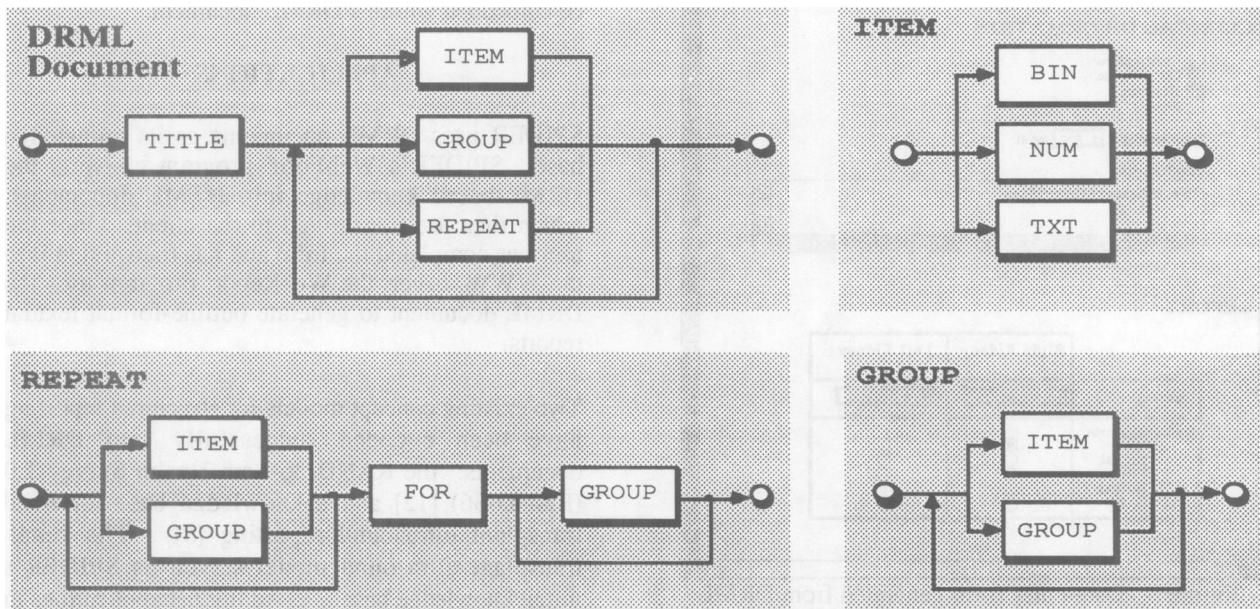 DRML
Document
TITLE
ITEM
GROUP
REPEAT
ITEM
BIN
NUM
TXT
REPEAT
ITEM
GROUP
FOR
GROUP
GROUP
ITEM
GROUP